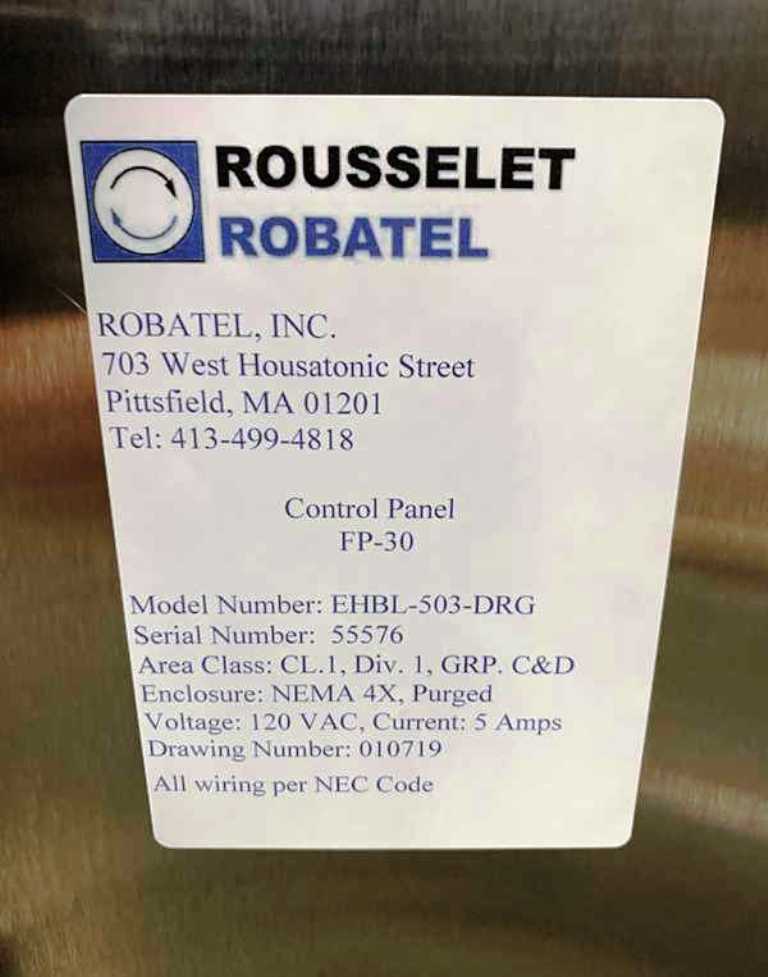 ROUSSELET
ROBATEL
ROBATEL, INC.
703 West Housatonic Street
Pittsfield, MA 01201
Tel: 413-499-4818
Control Panel
FP-30
Model Number: EHBL-503-DRG
Serial Number: 55576
Area Class: CL.1, Div. 1, GRP. C&D
Enclosure: NEMA 4X, Purged
Voltage: 120 VAC, Current: 5 Amps
Drawing Number: 010719
All wiring per NEC Code